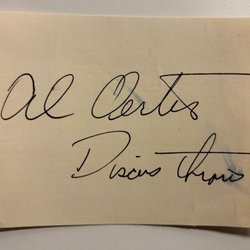 Al Oerter
Discus Throw